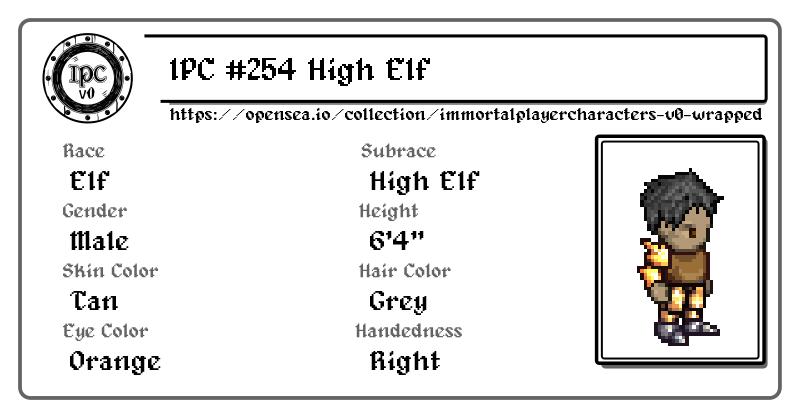 IPC
v0
IPC #254 High Elf
https://opensea.io/collection/immortalplayercharacters-v0-wrapped
Race
Elf
Subrace
High Elf
Gender
Male
Height
6'4"
Skin Color
Tan
Hair Color
Grey
Eye Color
Orange
Handedness
Right